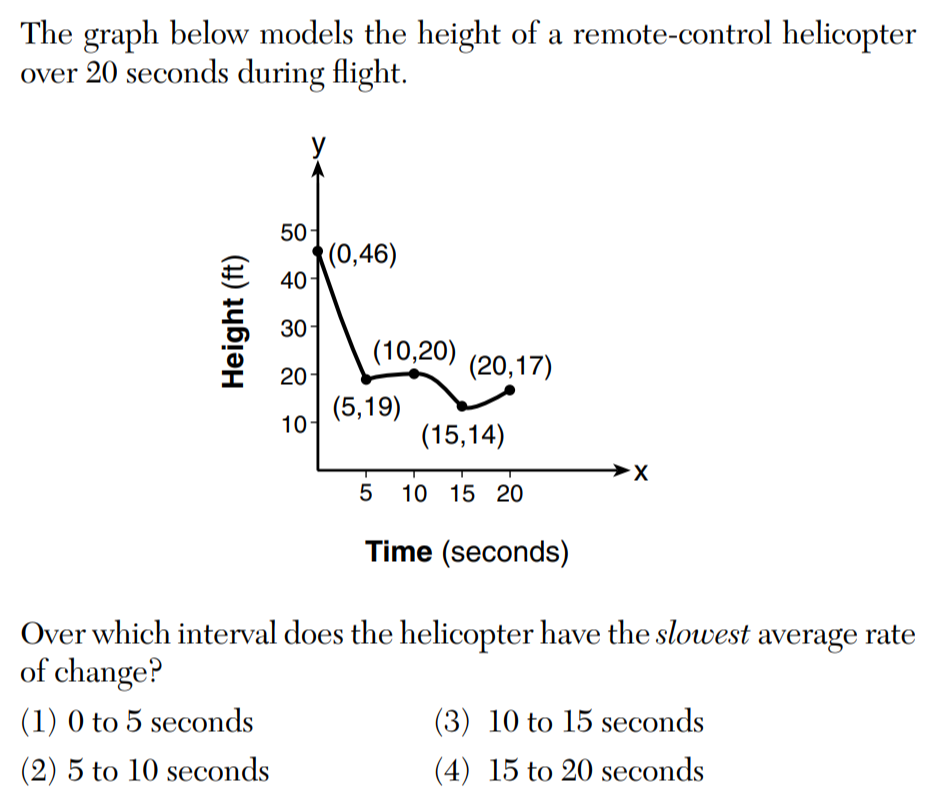 The graph below models the height of a remote-control helicopter
over 20 seconds during flight.
y
50
(0,46)
40
30
(10,20)
(20,17)
20
(5,19)
10
(15,14)
x
5 10 15 20
Height (ft)
Time (seconds)
Over which interval does the helicopter have the slowest average rate
of change?
(1) 0 to 5 seconds
(3) 10 to 15 seconds
(2) 5 to 10 seconds
(4) 15 to 20 seconds